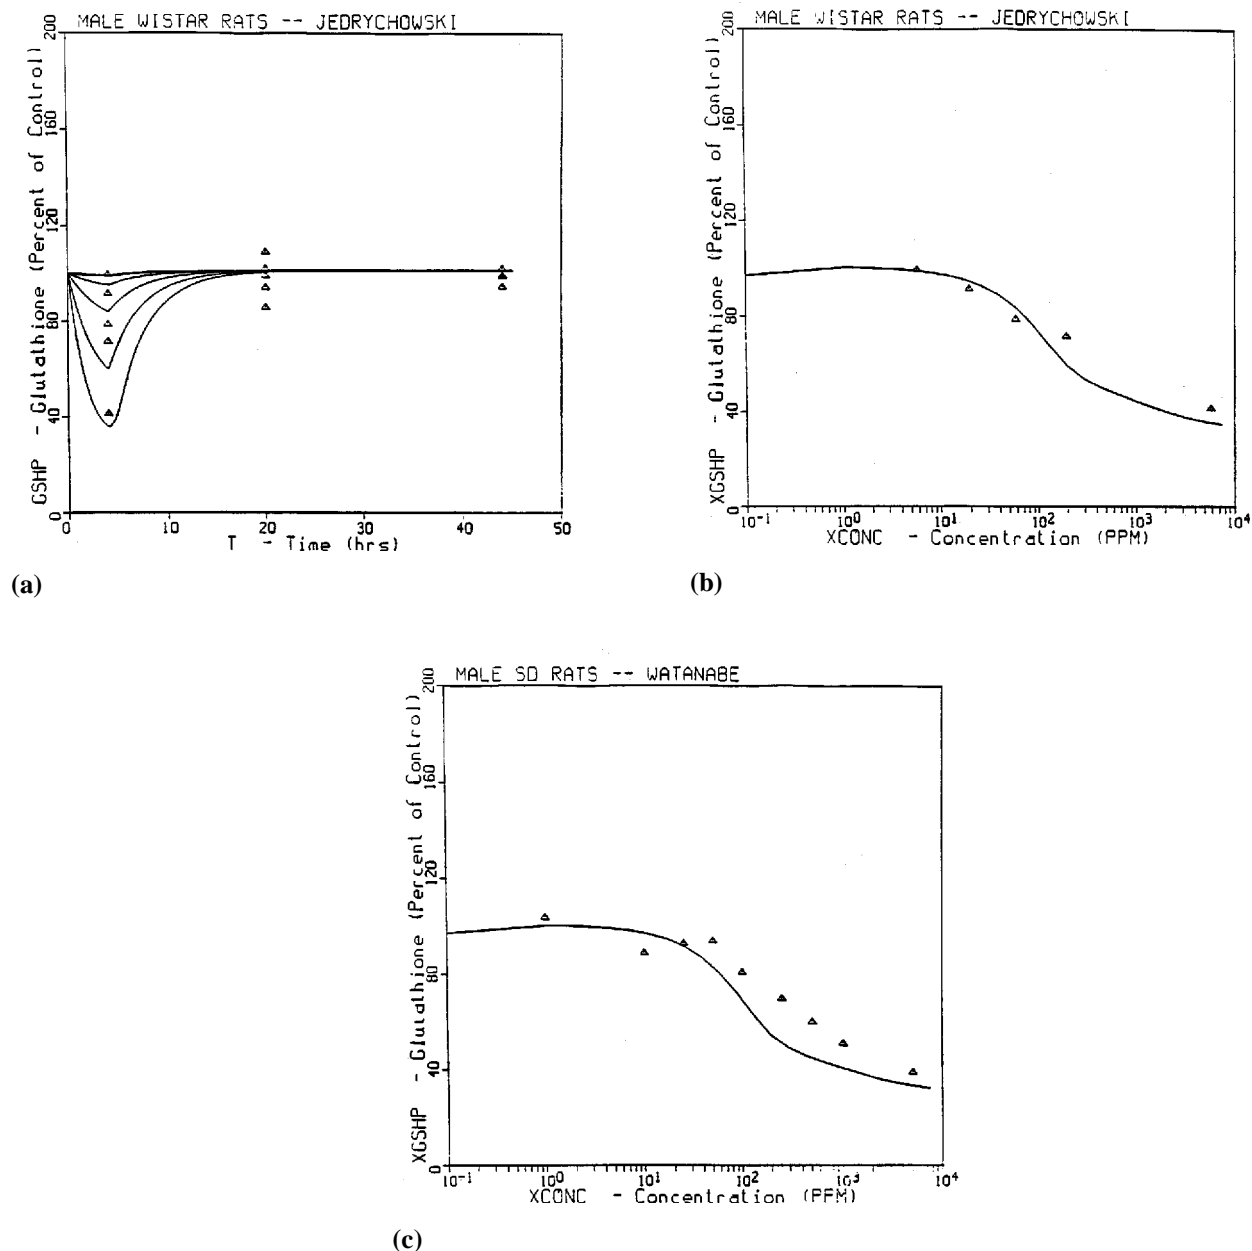 MALE WISTAR RATS -- JEDRYCHOWSKI
GSHP - Glutathione (Percent of Control)
0 40 80 120 160 200
0 10 20 30 40 50
T - Time (hrs)
(a)
MALE WISTAR RATS -- JEDRYCHOWSKI
XGSHP - Glutathione (Percent of Control)
0 40 80 120 160 200
10⁻¹ 10⁰ 10¹ 10² 10³ 10⁴
XCONC - Concentration (PPM)
(b)
MALE SD RATS -- WATANABE
XGSHP - Glutathione (Percent of Control)
0 40 80 120 160 200
10⁻¹ 10⁰ 10¹ 10² 10³ 10⁴
XCONC - Concentration (PPM)
(c)